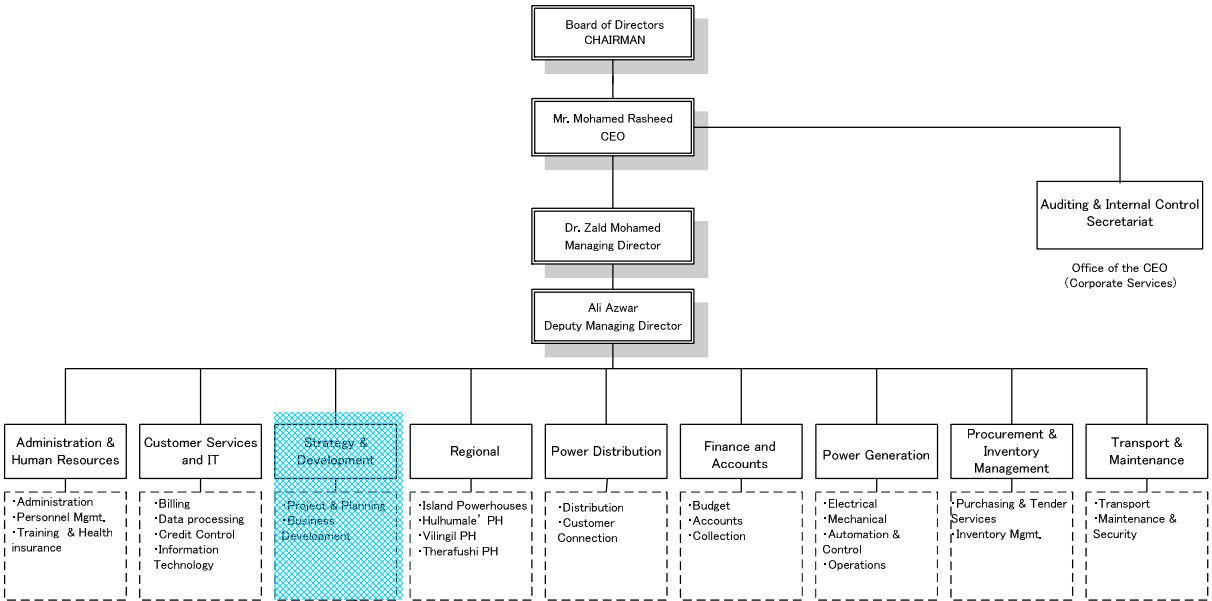 Board of Directors
CHAIRMAN
Mr. Mohamed Rasheed
CEO
Auditing & Internal Control
Secretariat
Office of the CEO
(Corporate Services)
Dr. Zald Mohamed
Managing Director
Ali Azwar
Deputy Managing Director
Administration &
Human Resources
・Administration
・Personnel Mgmt.
・Training & Health
insurance
Customer Services
and IT
・Billing
・Data processing
・Credit Control
・Information
Technology
Strategy &
Development
・Project & Planning
・Business
Development
Regional
・Island Powerhouses
・Hulhumale’ PH
・Vilingil PH
・Therafushi PH
Power Distribution
・Distribution
・Customer
Connection
Finance and
Accounts
・Budget
・Accounts
・Collection
Power Generation
・Electrical
・Mechanical
・Automation &
Control
・Operations
Procurement &
Inventory
Management
・Purchasing & Tender
Services
・Inventory Mgmt.
Transport &
Maintenance
・Transport
・Maintenance &
Security